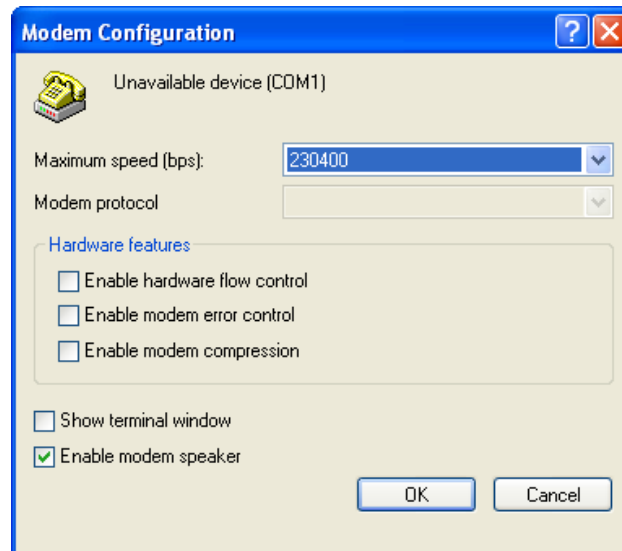 Modem Configuration
Unavailable device (COM1)
Maximum speed (bps): 230400
Modem protocol
Hardware features
Enable hardware flow control
Enable modem error control
Enable modem compression
Show terminal window
Enable modem speaker
OK Cancel